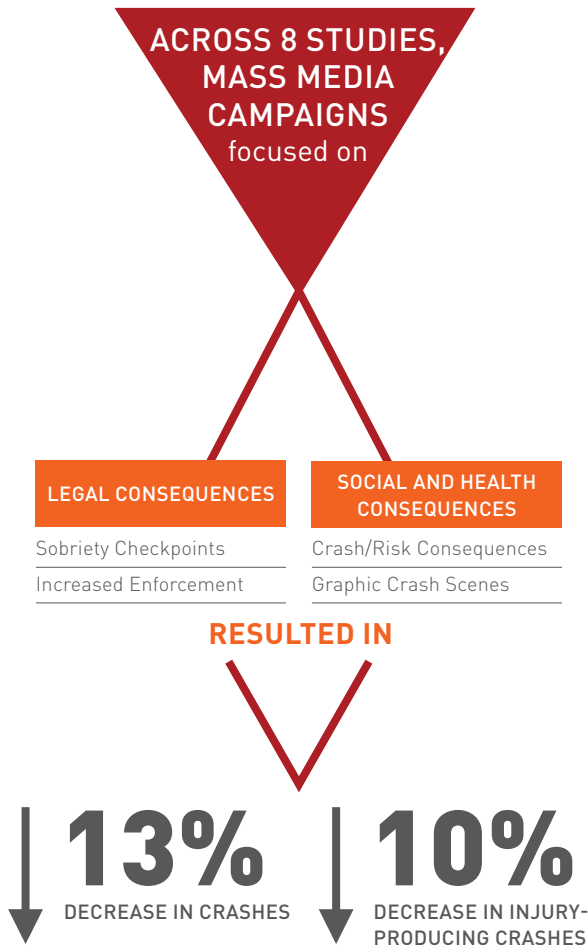 ACROSS 8 STUDIES,
MASS MEDIA
CAMPAIGNS
focused on
LEGAL CONSEQUENCES
Sobriety Checkpoints
Increased Enforcement
SOCIAL AND HEALTH
CONSEQUENCES
Crash/Risk Consequences
Graphic Crash Scenes
RESULTED IN
13%
DECREASE IN CRASHES
10%
DECREASE IN INJURY-
PRODUCING CRASHES